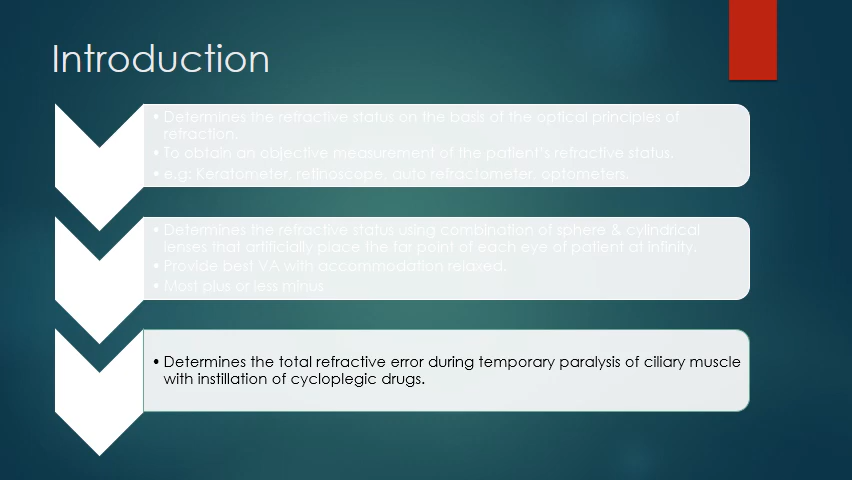 Introduction
• Determines the refractive status on the basis of the optical principles of
refraction.
• To obtain an objective measurement of the patient's refractive status.
• e.g: Keratometer, retinoscope, auto refractometer, optometers.
• Determines the refractive status using combination of sphere & cylindrical
lenses that artificially place the far point of each eye of patient at infinity.
• Provide best VA with accommodation relaxed.
• Most plus or less minus
• Determines the total refractive error during temporary paralysis of ciliary muscle
with instillation of cycloplegic drugs.